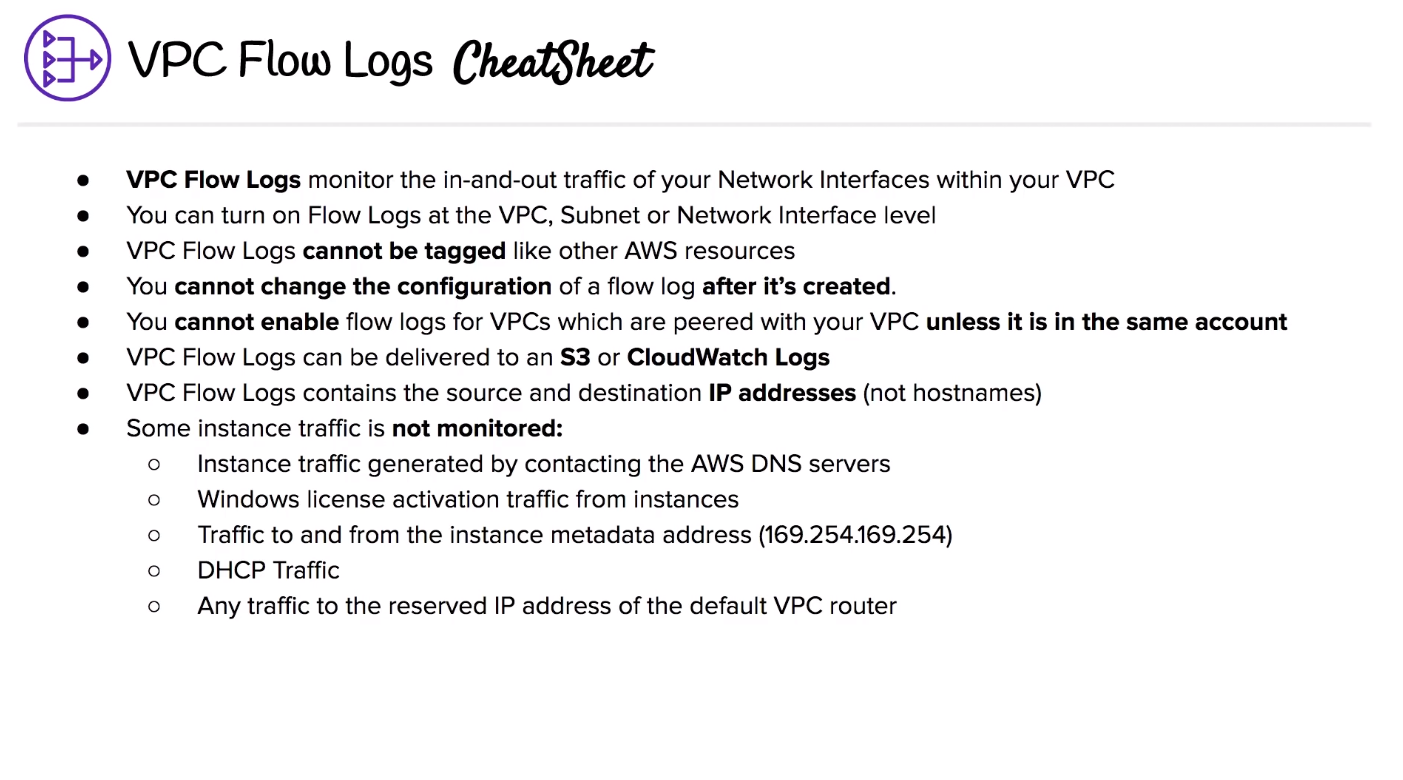 VPC Flow Logs CheatSheet
● VPC Flow Logs monitor the in-and-out traffic of your Network Interfaces within your VPC
● You can turn on Flow Logs at the VPC, Subnet or Network Interface level
● VPC Flow Logs cannot be tagged like other AWS resources
● You cannot change the configuration of a flow log after it’s created.
● You cannot enable flow logs for VPCs which are peered with your VPC unless it is in the same account
● VPC Flow Logs can be delivered to an S3 or CloudWatch Logs
● VPC Flow Logs contains the source and destination IP addresses (not hostnames)
● Some instance traffic is not monitored:
○ Instance traffic generated by contacting the AWS DNS servers
○ Windows license activation traffic from instances
○ Traffic to and from the instance metadata address (169.254.169.254)
○ DHCP Traffic
○ Any traffic to the reserved IP address of the default VPC router